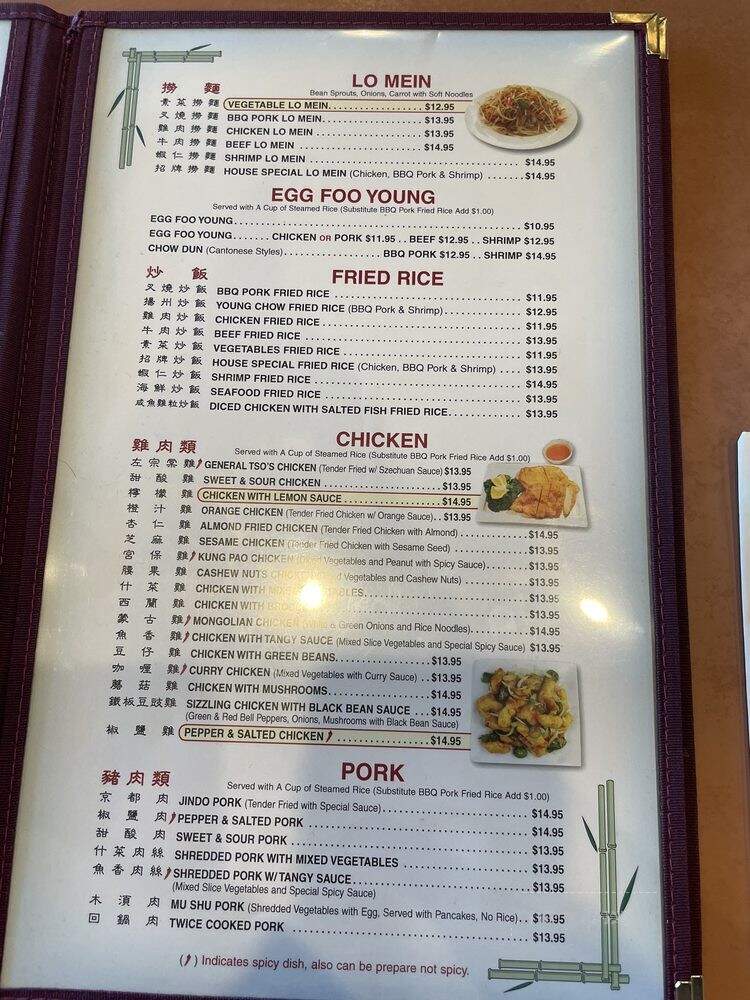 LO MEIN
撈 麵
Bean Sprouts, Onions, Carrot with Soft Noodles
素菜撈麵 VEGETABLE LO MEIN. $12.95
叉燒撈麵 BBQ PORK LO MEIN. $13.95
雞肉撈麵 CHICKEN LO MEIN $13.95
牛肉撈麵 BEEF LO MEIN $14.95
蝦仁撈麵 SHRIMP LO MEIN $14.95
招牌撈麵 HOUSE SPECIAL LO MEIN (Chicken, BBQ Pork & Shrimp) $14.95
EGG FOO YOUNG
Served with A Cup of Steamed Rice (Substitute BBQ Pork Fried Rice Add $1.00)
EGG FOO YOUNG. $10.95
EGG FOO YOUNG. CHICKEN OR PORK $11.95 . . BEEF $12.95 . . SHRIMP $12.95
CHOW DUN (Cantonese Styles) BBQ PORK $12.95 . . SHRIMP $14.95
炒 飯 FRIED RICE
叉燒炒飯 BBQ PORK FRIED RICE $11.95
揚州炒飯 YOUNG CHOW FRIED RICE (BBQ Pork & Shrimp) $12.95
雞肉炒飯 CHICKEN FRIED RICE $11.95
牛肉炒飯 BEEF FRIED RICE $13.95
素菜炒飯 VEGETABLES FRIED RICE $11.95
招牌炒飯 HOUSE SPECIAL FRIED RICE (Chicken, BBQ Pork & Shrimp) $13.95
蝦仁炒飯 SHRIMP FRIED RICE $14.95
海鮮炒飯 SEAFOOD FRIED RICE $13.95
咸魚雞粒炒飯 DICED CHICKEN WITH SALTED FISH FRIED RICE. $13.95
雞肉類 CHICKEN
Served with A Cup of Steamed Rice (Substitute BBQ Pork Fried Rice Add $1.00)
左宗棠雞 GENERAL TSO'S CHICKEN (Tender Fried w/ Szechuan Sauce) $13.95
甜酸雞 SWEET & SOUR CHICKEN $13.95
檸檬雞 CHICKEN WITH LEMON SAUCE $14.95
橙汁雞 ORANGE CHICKEN (Tender Fried Chicken w/ Orange Sauce). . $13.95
杏仁雞 ALMOND FRIED CHICKEN (Tender Fried Chicken with Almond) $14.95
芝麻雞 SESAME CHICKEN (Tender Fried Chicken with Sesame Seed) $13.95
宮保雞 KUNG PAO CHICKEN (Diced Vegetables and Peanut with Spicy Sauce) $13.95
腰果雞 CASHEW NUTS CHICKEN Vegetables and Cashew Nuts) $13.95
什菜雞 CHICKEN WITH MIXED VEGETABLES. $13.95
西蘭雞 CHICKEN WITH $13.95
蒙古雞 MONGOLIAN CHICKEN (White & Green Onions and Rice Noodles). $14.95
魚香雞 CHICKEN WITH TANGY SAUCE (Mixed Slice Vegetables and Special Spicy Sauce) $13.95
豆仔雞 CHICKEN WITH GREEN BEANS. $13.95
咖喱雞 CURRY CHICKEN (Mixed Vegetables with Curry Sauce) . . $13.95
蘑菇雞 CHICKEN WITH MUSHROOMS. $14.95
鐵板豆豉雞 SIZZLING CHICKEN WITH BLACK BEAN SAUCE . . . $14.95
(Green & Red Bell Peppers, Onions, Mushrooms with Black Bean Sauce)
椒鹽雞 PEPPER & SALTED CHICKEN $14.95
豬肉類 PORK
Served with A Cup of Steamed Rice (Substitute BBQ Pork Fried Rice Add $1.00)
京都肉 JINDO PORK (Tender Fried with Special Sauce) $14.95
椒鹽肉 PEPPER & SALTED PORK $14.95
甜酸肉 SWEET & SOUR PORK $13.95
什菜肉絲 SHREDDED PORK WITH MIXED VEGETABLES $13.95
魚香肉絲 SHREDDED PORK W/ TANGY SAUCE $13.95
(Mixed Slice Vegetables and Special Spicy Sauce)
木須肉 MU SHU PORK (Shredded Vegetables with Egg, Served with Pancakes, No Rice) . . $13.95
回鍋肉 TWICE COOKED PORK $13.95
( ) Indicates spicy dish, also can be prepare not spicy.